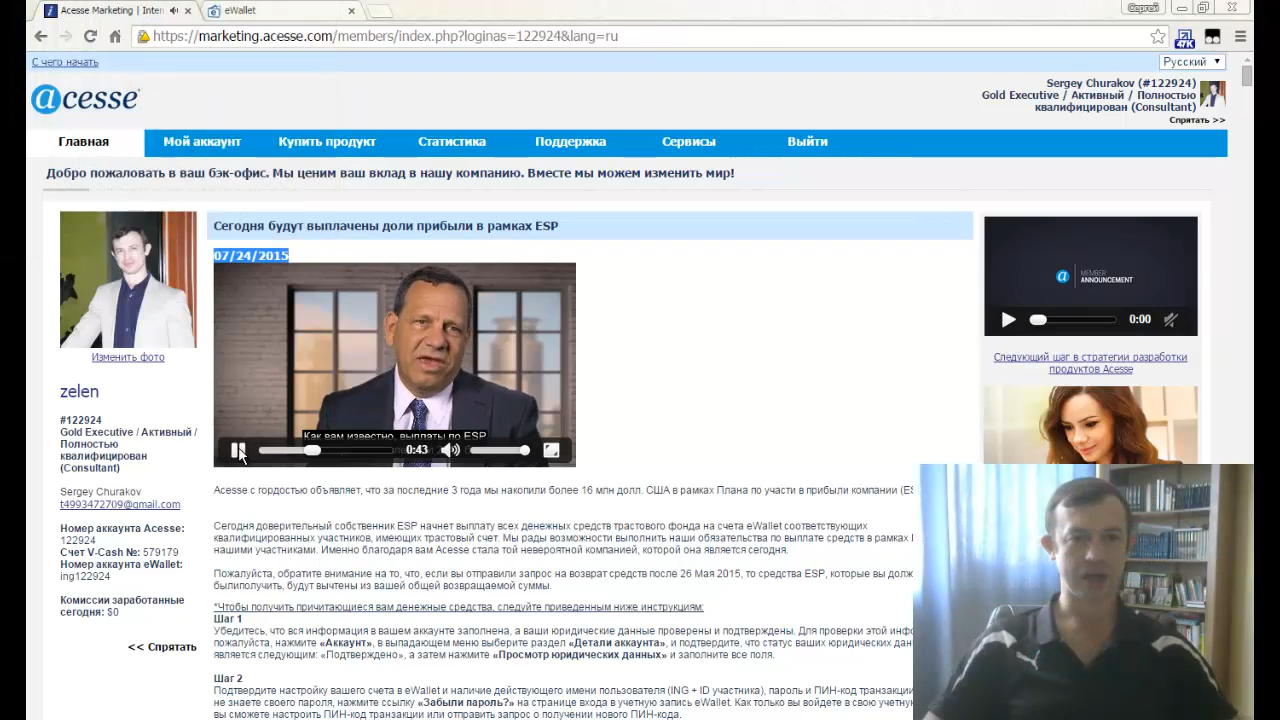 Acesse Marketing | Inter
eWallet
Сергей
https://marketing.acesse.com/members/index.php?loginas=122924&lang=ru
47K
С чего начать
Русский
acesse
Sergey Churakov (#122924)
Gold Executive / Активный / Полностью
квалифицирован (Consultant)
Спрятать >>
Главная
Мой аккаунт
Купить продукт
Статистика
Поддержка
Сервисы
Выйти
Добро пожаловать в ваш бэк-офис. Мы ценим ваш вклад в нашу компанию. Вместе мы можем изменить мир!
Сегодня будут выплачены доли прибыли в рамках ESP
07/24/2015
Как вам известно, выплаты по ESP
0:43
Изменить фото
zelen
#122924
Gold Executive / Активный /
Полностью
квалифицирован
(Consultant)
Sergey Churakov
t4993472709@gmail.com
Номер аккаунта Acesse:
122924
Счет V-Cash №: 579179
Номер аккаунта eWallet:
ing122924
Комиссии заработанные
сегодня: $0
<< Спрятать
Acesse с гордостью объявляет, что за последние 3 года мы накопили более 16 млн долл. США в рамках Плана по участи в прибыли компании (ES
Сегодня доверительный собственник ESP начнет выплату всех денежных средств трастового фонда на счета eWallet соответствующих
квалифицированных участников, имеющих трастовый счет. Мы рады возможности выполнить наши обязательства по выплате средств в рамках
нашими участниками. Именно благодаря вам Acesse стала той невероятной компанией, которой она является сегодня.
Пожалуйста, обратите внимание на то, что, если вы отправили запрос на возврат средств после 26 Мая 2015, то средства ESP, которые вы долж
былиполучить, будут вычтены из вашей общей возвращаемой суммы.
*Чтобы получить причитающиеся вам денежные средства, следуйте приведенным ниже инструкциям:
Шаг 1
Убедитесь, что вся информация в вашем аккаунте заполнена, а ваши юридические данные проверены и подтверждены. Для проверки этой инфо
пожалуйста, нажмите «Аккаунт», в выпадающем меню выберите раздел «Детали аккаунта», и подтвердите, что статус ваших юридических дан
является следующим: «Подтверждено», а затем нажмите «Просмотр юридических данных» и заполните все поля.
Шаг 2
Подтвердите настройку вашего счета в eWallet и наличие действующего имени пользователя (ING + ID участника), пароль и ПИН-код транзакции
не знаете своего пароля, нажмите ссылку «Забыли пароль?» на странице входа в учетную запись eWallet. Как только вы войдете в свою учетную
вы сможете настроить ПИН-код транзакции или отправить запрос о получении нового ПИН-кода.
MEMBER
ANNOUNCEMENT
0:00
Следующий шаг в стратегии разработки
продуктов Acesse